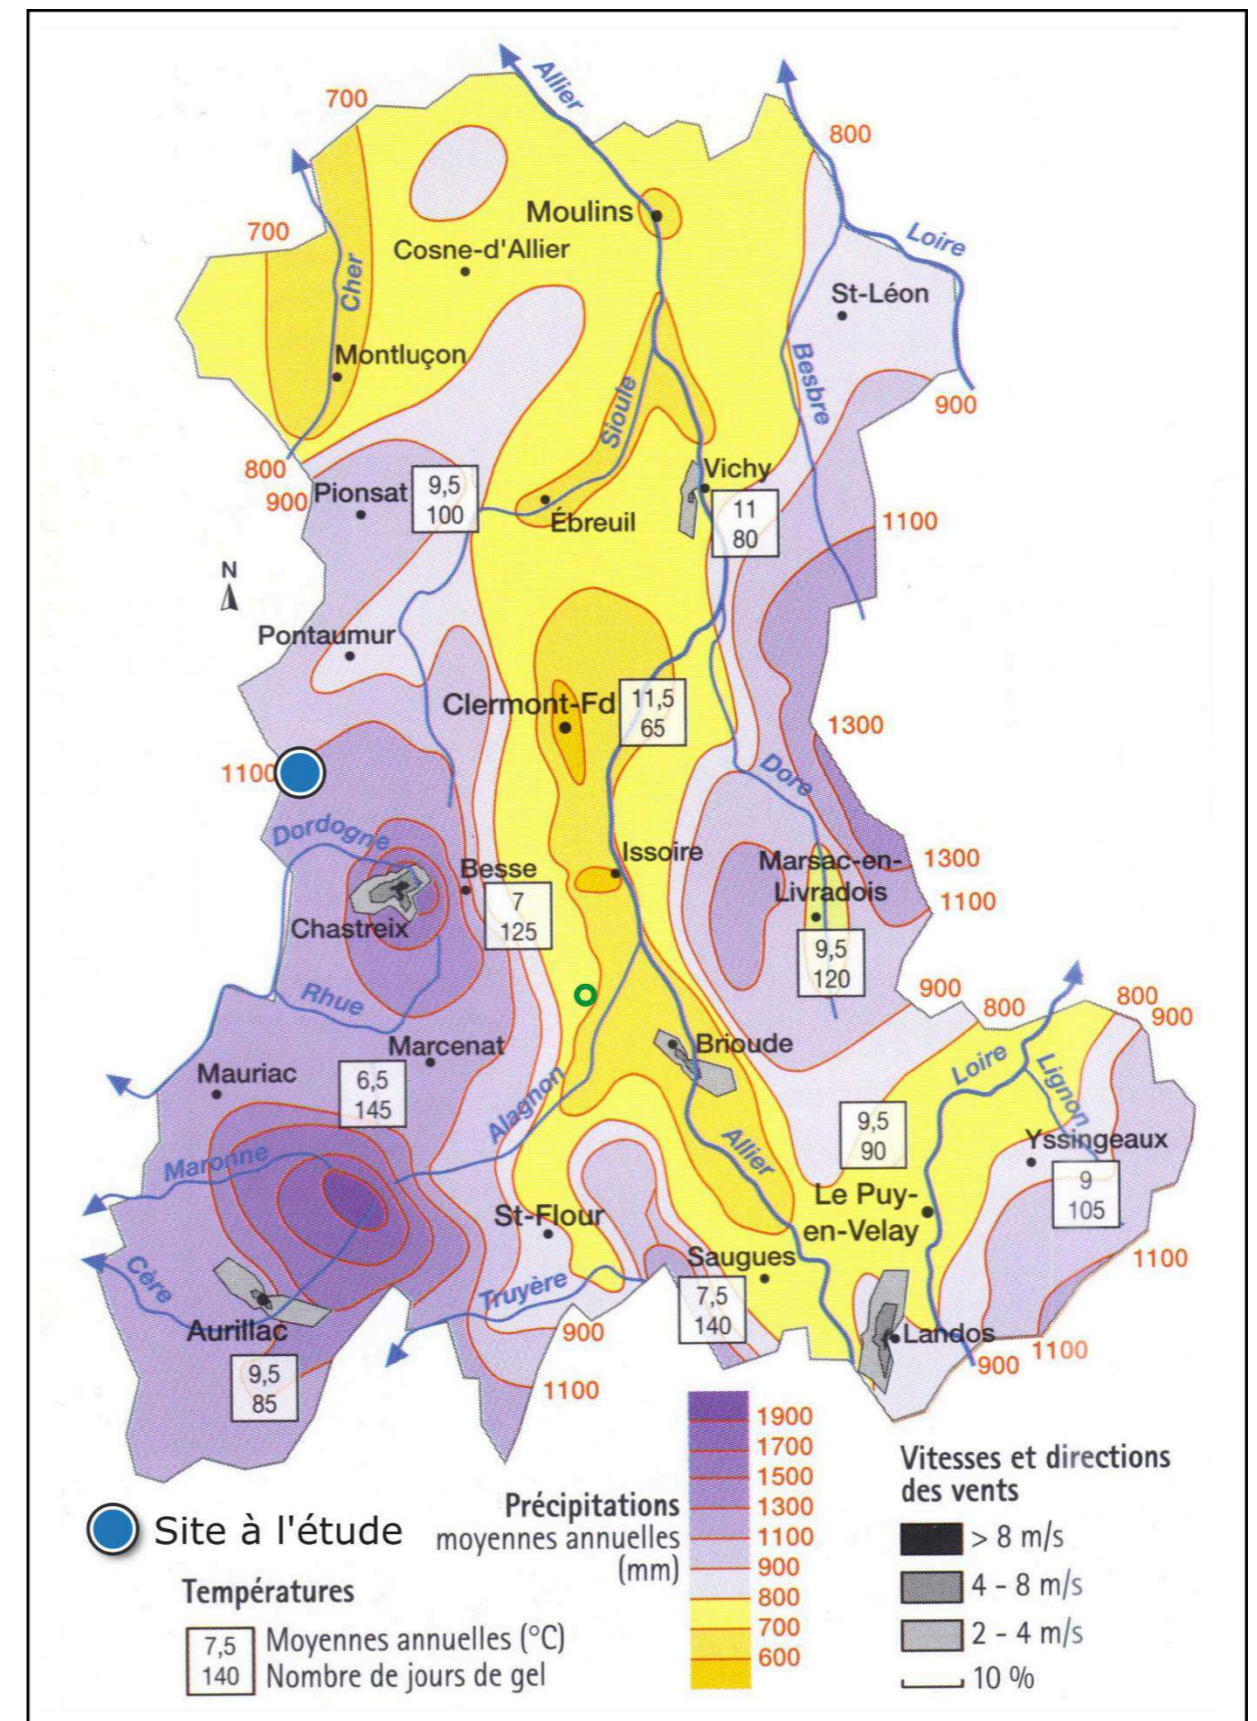 700
Allier
800
Moulins
700
Loire
Cosne-d'Allier
Cher
St-Léon
Montluçon
Besbre
900
Sioule
800
Vichy
900
Pionsat
9,5
100
Ébreuil
11
80
1100
N
Pontaumur
Clermont-Fd
11,5
65
1300
1100
Dore
Dordogne
Issoire
Marsac-en-
Livradois
1300
1100
Besse
7
125
Chastreix
9,5
120
Rhue
900
800
800
900
Marcenat
Brioude
Loire
Lignon
Mauriac
6,5
145
Alagnon
9,5
90
Allier
Yssingeaux
Maronne
9
105
Le Puy-
en-Velay
St-Flour
Saugues
1100
Cère
Truyère
7,5
140
Aurillac
900
Landos
1100
900
9,5
85
1100
Précipitations
moyennes annuelles
(mm)
1900
1700
1500
1300
1100
900
800
700
600
Vitesses et directions
des vents
> 8 m/s
4 - 8 m/s
2 - 4 m/s
10 %
Site à l'étude
Températures
7,5
140
Moyennes annuelles (°C)
Nombre de jours de gel